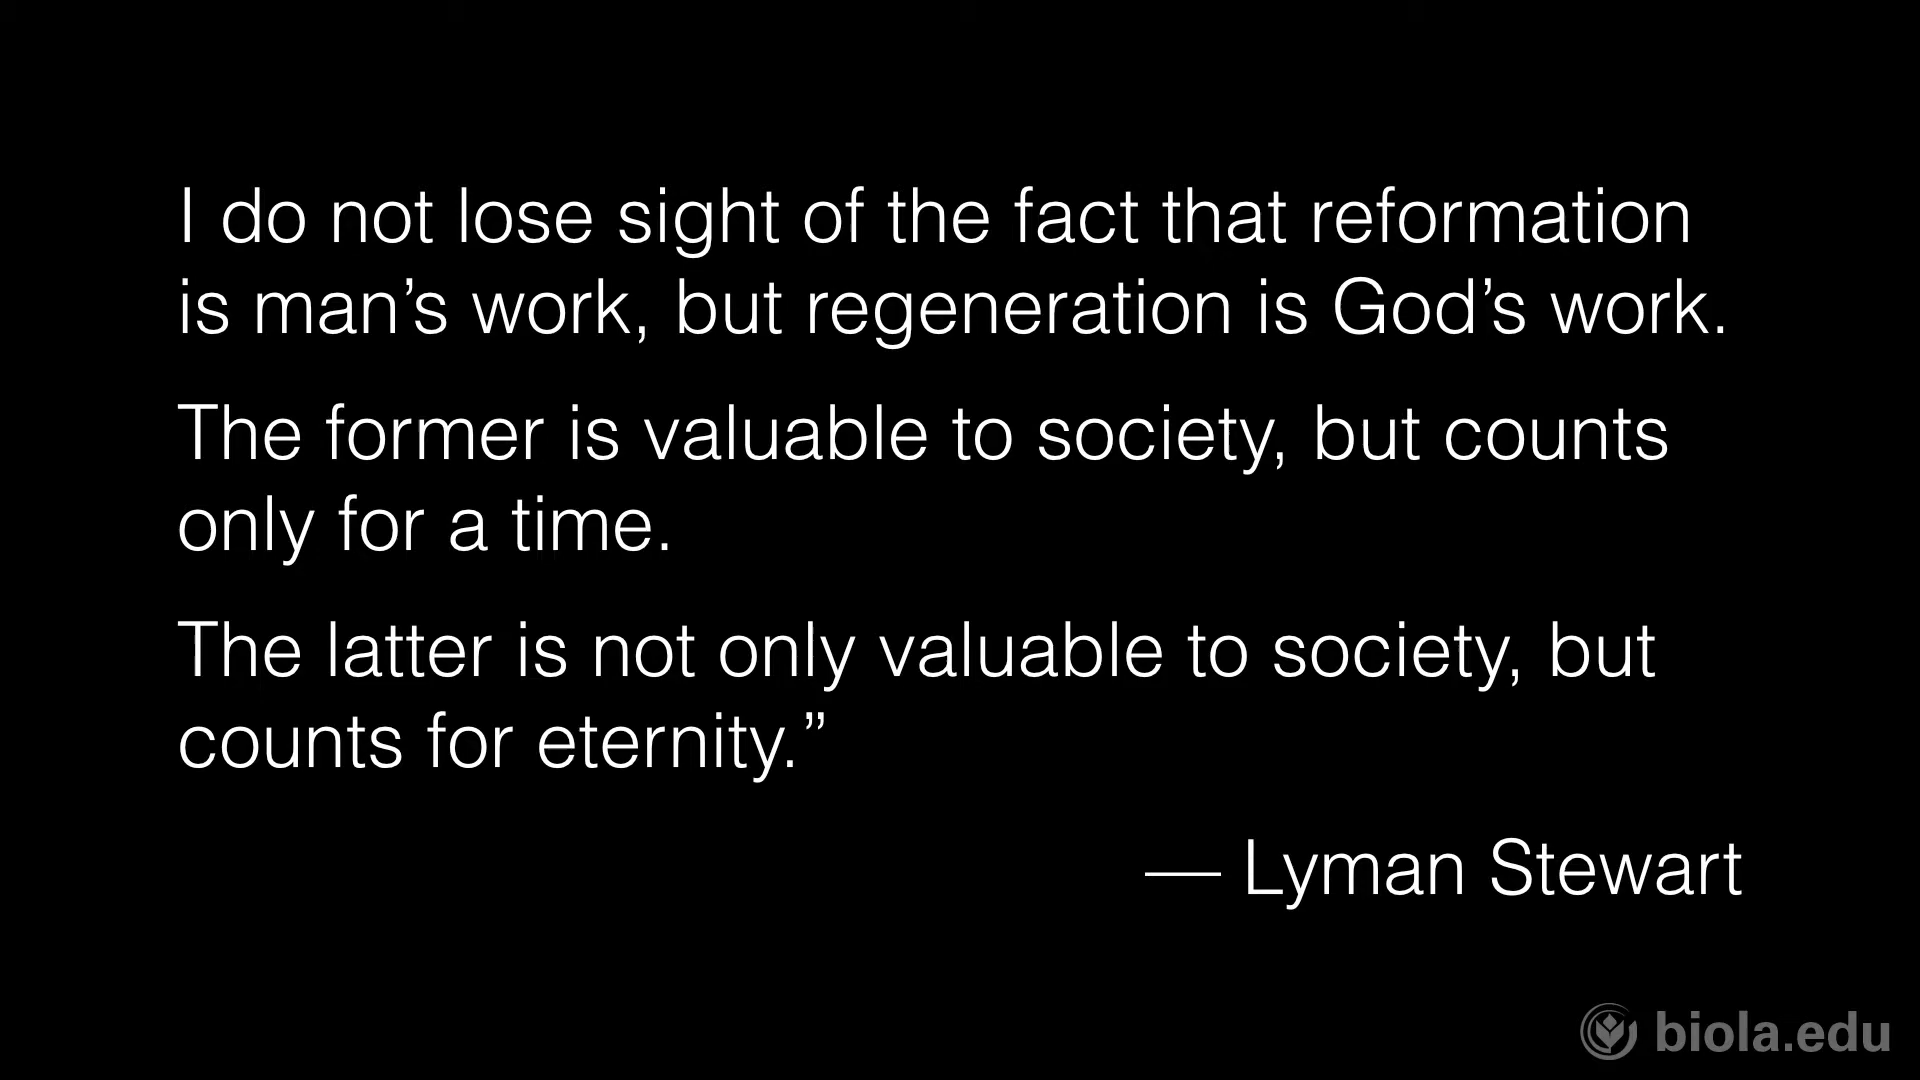 I do not lose sight of the fact that reformation
is man’s work, but regeneration is God’s work.
The former is valuable to society, but counts
only for a time.
The latter is not only valuable to society, but
counts for eternity.”
— Lyman Stewart
biola.edu